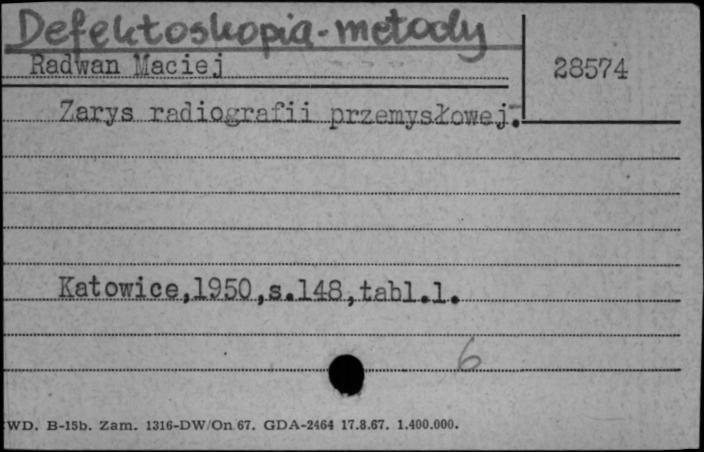 Defektoskopia - metody
Radwan Maciej
28574
Zarys radiografii przemysłowej.
Katowice,1950,s.148,tabl.1.
6
WD. B-15b. Zam. 1316-DW/On 67. GDA-2464 17.8.67. 1.400.000.